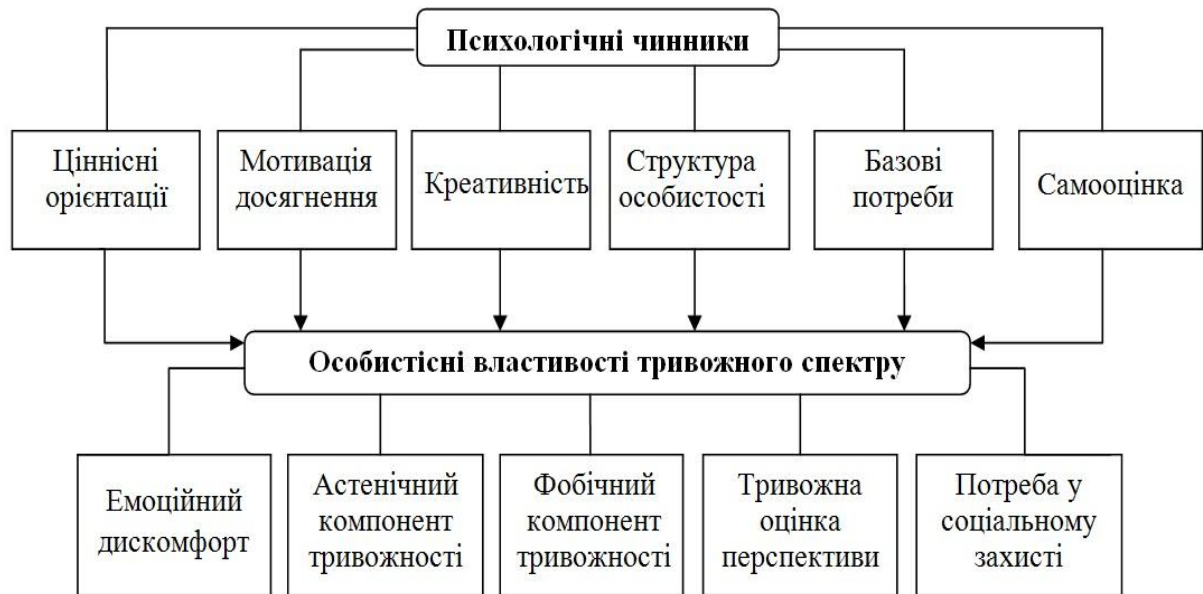 Психологічні чинники
Ціннісні
орієнтації
Мотивація
досягнення
Креативність
Структура
особистості
Базові
потреби
Самооцінка
Особистісні властивості тривожного спектру
Емоційний
дискомфорт
Астенічний
компонент
тривожності
Фобічний
компонент
тривожності
Тривожна
оцінка
перспективи
Потреба у
соціальному
захисті